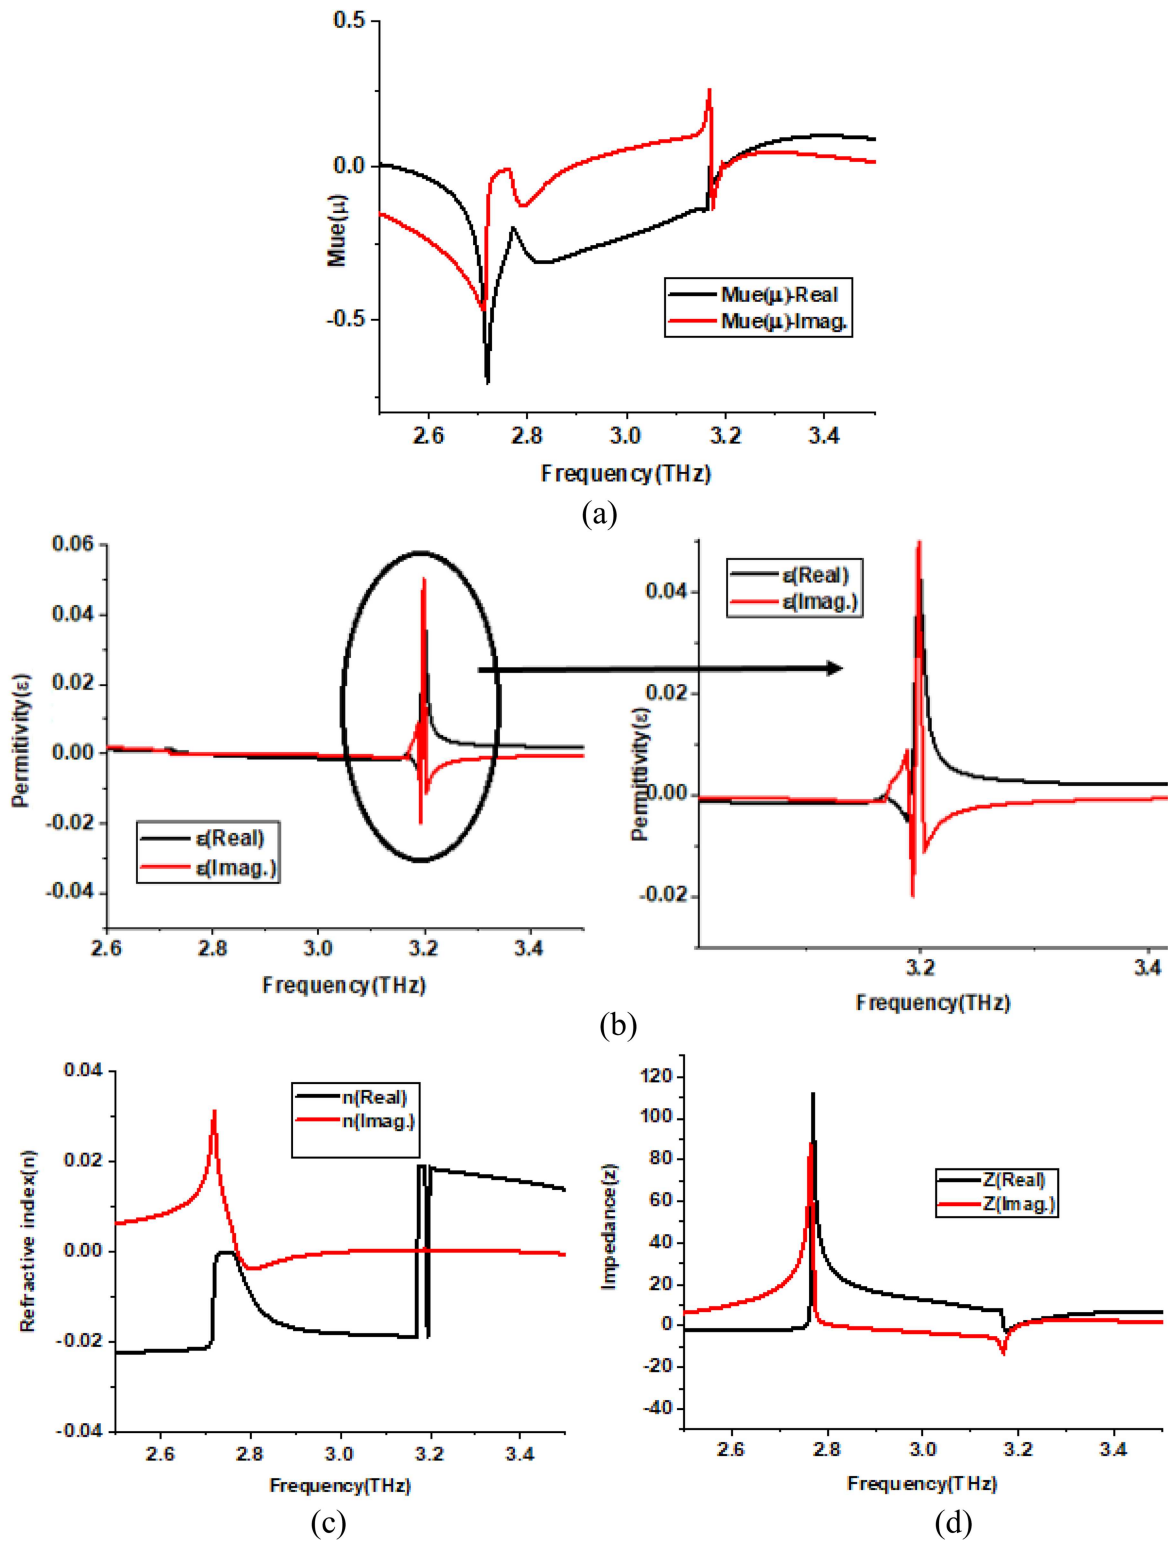 0.5
0.0
-0.5
Mue(μ)
Mue(μ)-Real
Mue(μ)-Imag.
2.6 2.8 3.0 3.2 3.4
Frequency(THz)
(a)
0.06
0.04
0.02
0.00
-0.02
-0.04
Permitivity(ε)
ε(Real)
ε(Imag.)
2.6 2.8 3.0 3.2 3.4
Frequency(THz)
0.04
0.02
0.00
-0.02
Permittivity(ε)
ε(Real)
ε(Imag.)
3.2 3.4
Frequency(THz)
(b)
0.04
0.02
0.00
-0.02
-0.04
Refractive index(n)
n(Real)
n(Imag.)
2.6 2.8 3.0 3.2 3.4
Frequency(THz)
(c)
120
100
80
60
40
20
0
-20
-40
Impedance(z)
Z(Real)
Z(Imag.)
2.6 2.8 3.0 3.2 3.4
Frequency(THz)
(d)